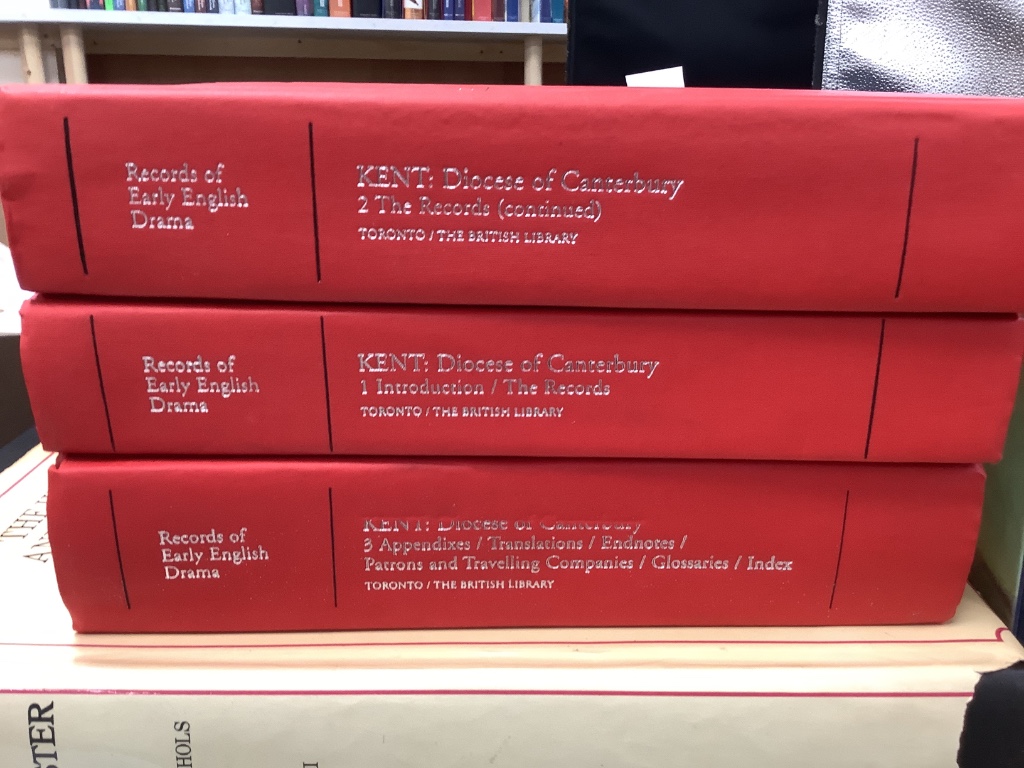 Records of
Early English
Drama
KENT: Diocese of Canterbury
2 The Records (continued)
TORONTO / THE BRITISH LIBRARY
Records of
Early English
Drama
KENT: Diocese of Canterbury
1 Introduction / The Records
TORONTO / THE BRITISH LIBRARY
Records of
Early English
Drama
KENT: Diocese of Canterbury
3 Appendixes / Translations / Endnotes /
Patrons and Travelling Companies / Glossaries / Index
TORONTO / THE BRITISH LIBRARY
THE
STER
HOLS